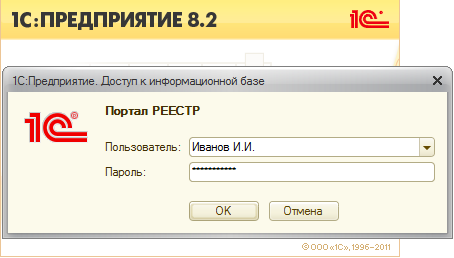 1С:ПРЕДПРИЯТИЕ 8.2
1С®
1С:Предприятие. Доступ к информационной базе
1С®
Портал РЕЕСТР
Пользователь: Иванов И.И.
Пароль: ***********
OK Отмена
© ООО «1С», 1996-2011